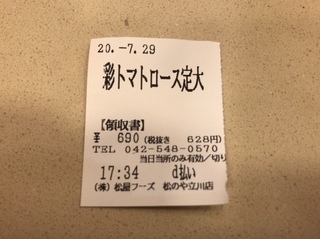 20.-7.29
彩トマトロース定大
【領収書】
¥ 690(税抜き 628円)
TEL 042-548-0570
当日当所のみ有効/切り
17:34 d払い
(株)松屋フーズ 松のや立川店